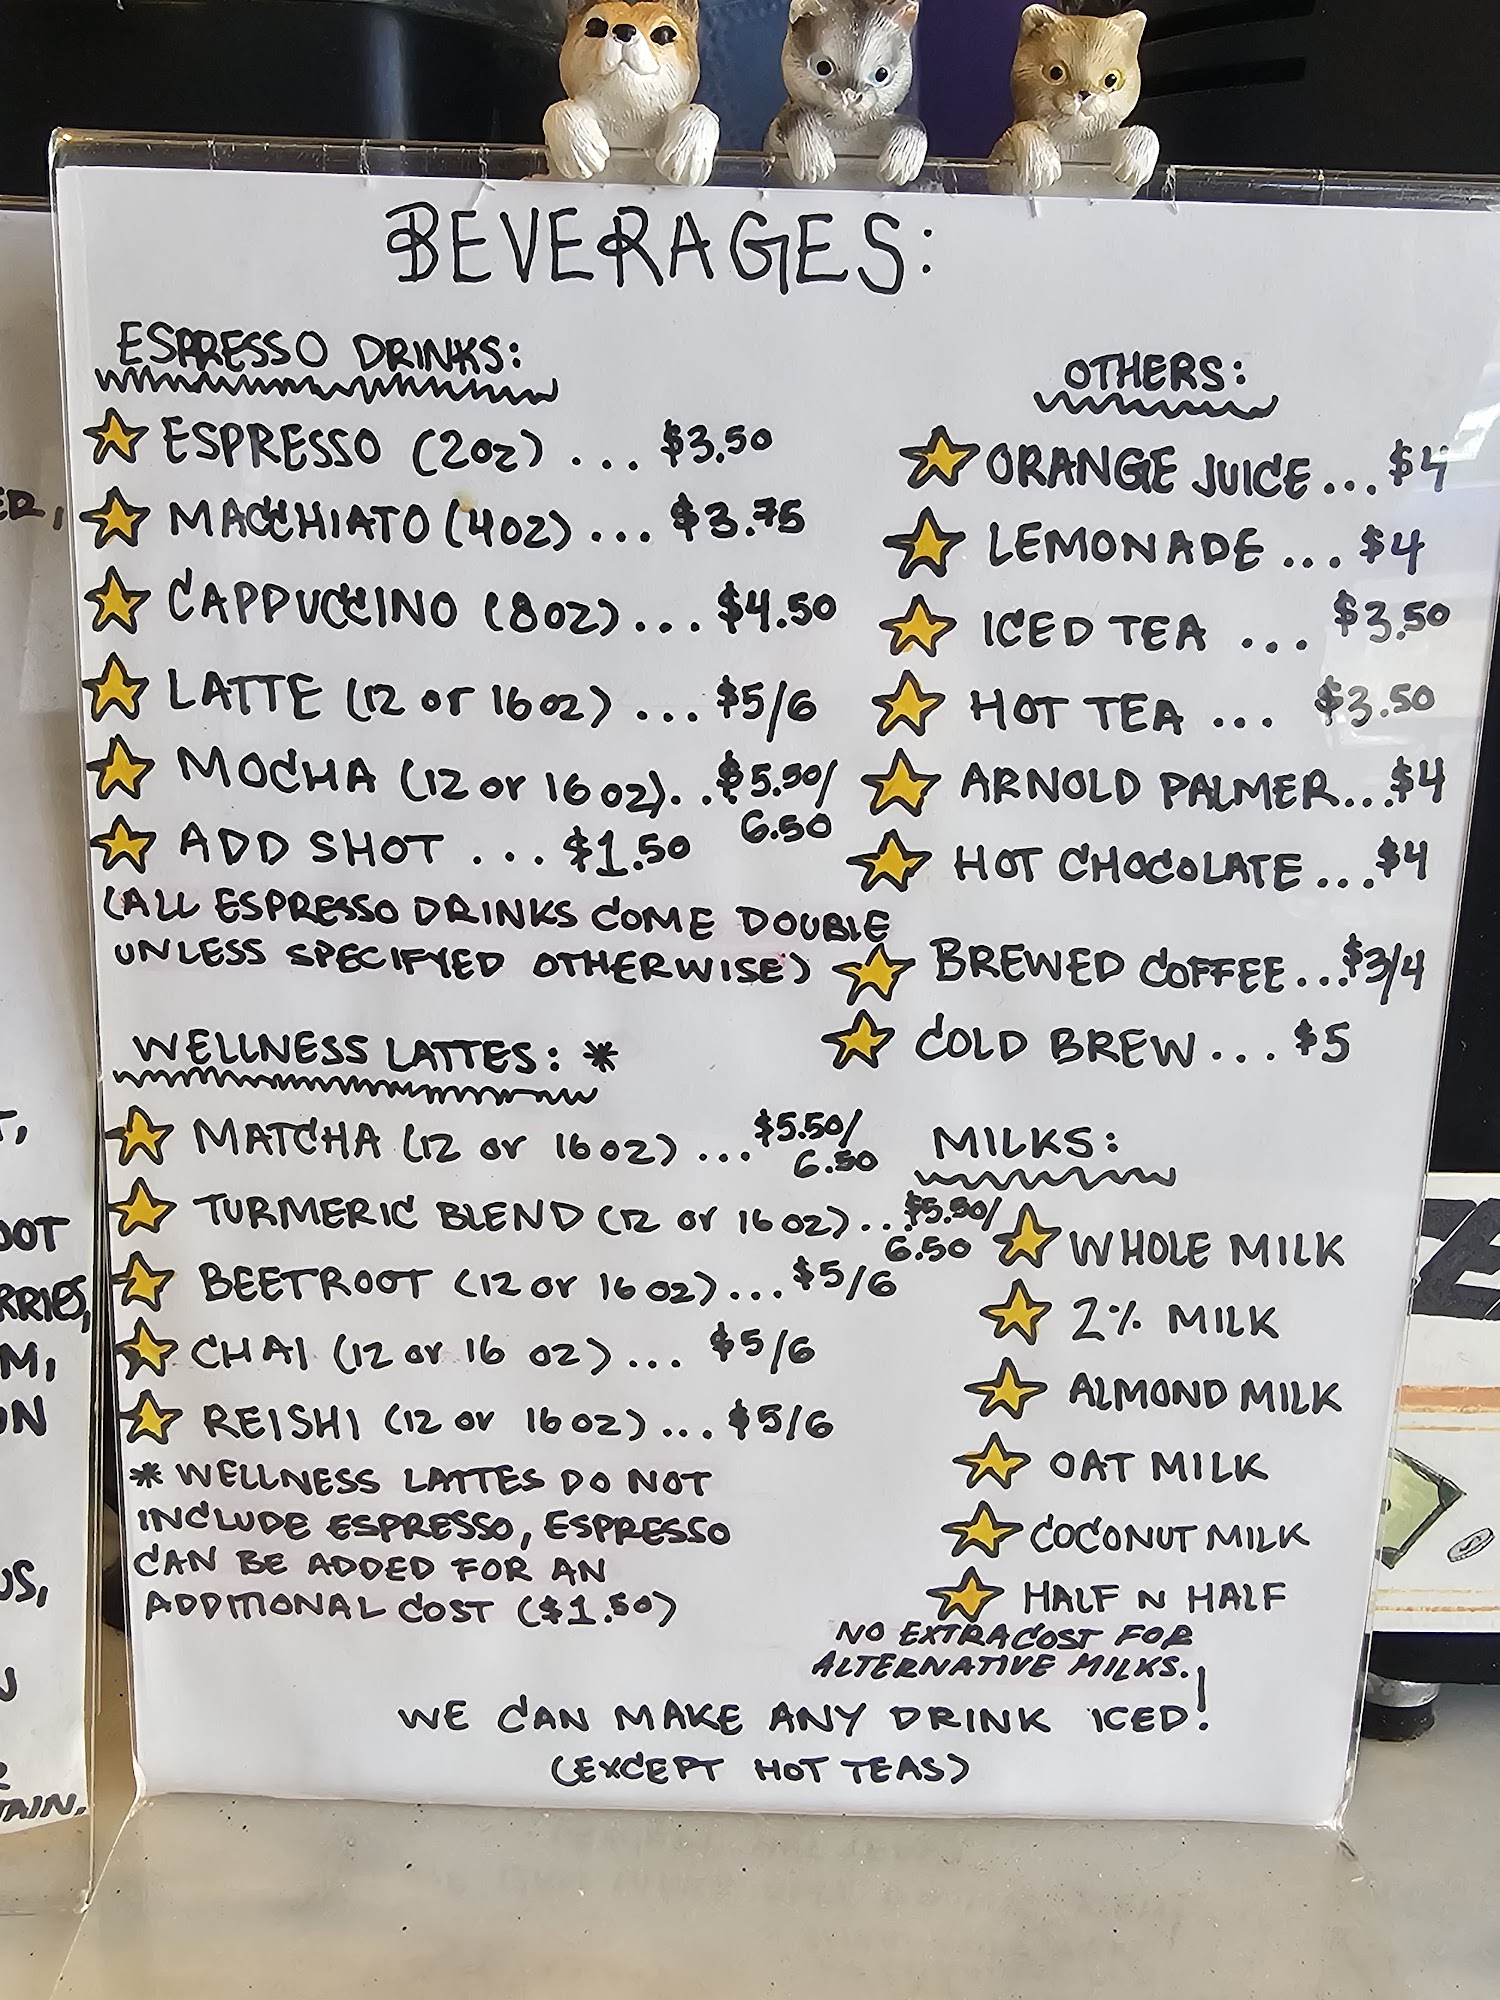 BEVERAGES:
ESPRESSO DRINKS:
ESPRESSO (2oz) ... $3.50
MACCHIATO (4oz) ... $3.75
CAPPUCCINO (8oz) ... $4.50
LATTE (12 or 16oz) ... $5/6
MOCHA (12 or 16oz). ..$5.50/
6.50
ADD SHOT ... $1.50
(ALL ESPRESSO DRINKS COME DOUBLE
UNLESS SPECIFYED OTHERWISE)
WELLNESS LATTES: *
MATCHA (12 or 16oz) ... $5.50/
6.50
TURMERIC BLEND (12 or 16oz) ... $5.50/
6.50
BEETROOT (12 or 16oz) ... $5/6
CHAI (12 or 16 oz) ... $5/6
REISHI (12 or 16oz) ... $5/6
* WELLNESS LATTES DO NOT
INCLUDE ESPRESSO, ESPRESSO
CAN BE ADDED FOR AN
ADDITIONAL COST ($1.50)
OTHERS:
ORANGE JUICE ... $4
LEMONADE ... $4
ICED TEA ... $3.50
HOT TEA ... $3.50
ARNOLD PALMER... $4
HOT CHOCOLATE ... $4
BREWED COFFEE ... $3/4
COLD BREW ... $5
MILKS:
WHOLE MILK
2% MILK
ALMOND MILK
OAT MILK
COCONUT MILK
HALF N HALF
NO EXTRA COST FOR
ALTERNATIVE MILKS.
WE CAN MAKE ANY DRINK ICED!
(EXCEPT HOT TEAS)